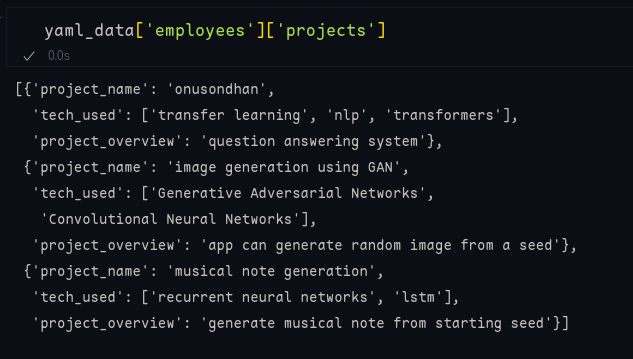 yaml_data['employees']['projects']
✓ 0.0s
[{'project_name': 'onusondhan',
'tech_used': ['transfer learning', 'nlp', 'transformers'],
'project_overview': 'question answering system'},
{'project_name': 'image generation using GAN',
'tech_used': ['Generative Adversarial Networks',
'Convolutional Neural Networks'],
'project_overview': 'app can generate random image from a seed'},
{'project_name': 'musical note generation',
'tech_used': ['recurrent neural networks', 'lstm'],
'project_overview': 'generate musical note from starting seed'}]